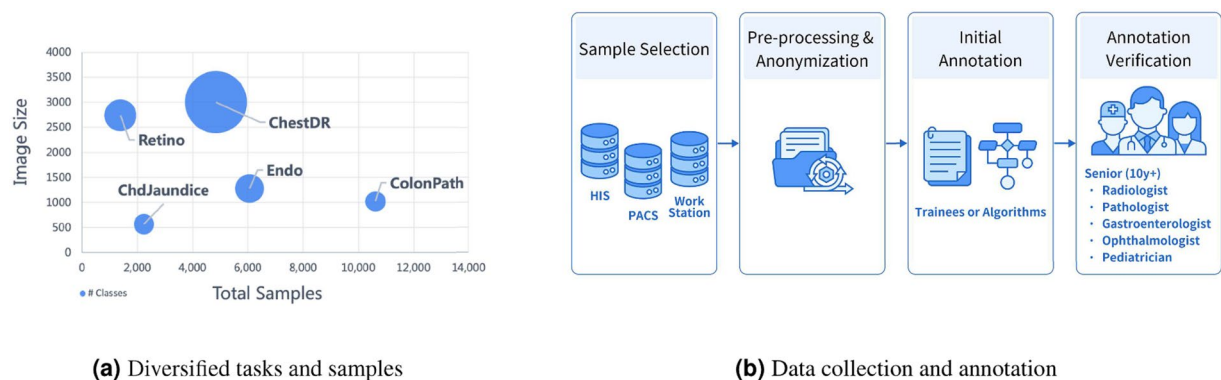 4000
3500
3000
2500
2000
1500
1000
500
0
Image Size
ChestDR
Retino
Endo
ChdJaundice
ColonPath
0 2,000 4,000 6,000 8,000 10,000 12,000 14,000
# Classes
Total Samples
(a) Diversified tasks and samples
Sample Selection
HIS
PACS
Work
Station
Pre-processing &
Anonymization
Initial
Annotation
Trainees or Algorithms
Annotation
Verification
Senior (10y+)
· Radiologist
· Pathologist
· Gastroenterologist
· Ophthalmologist
· Pediatrician
(b) Data collection and annotation